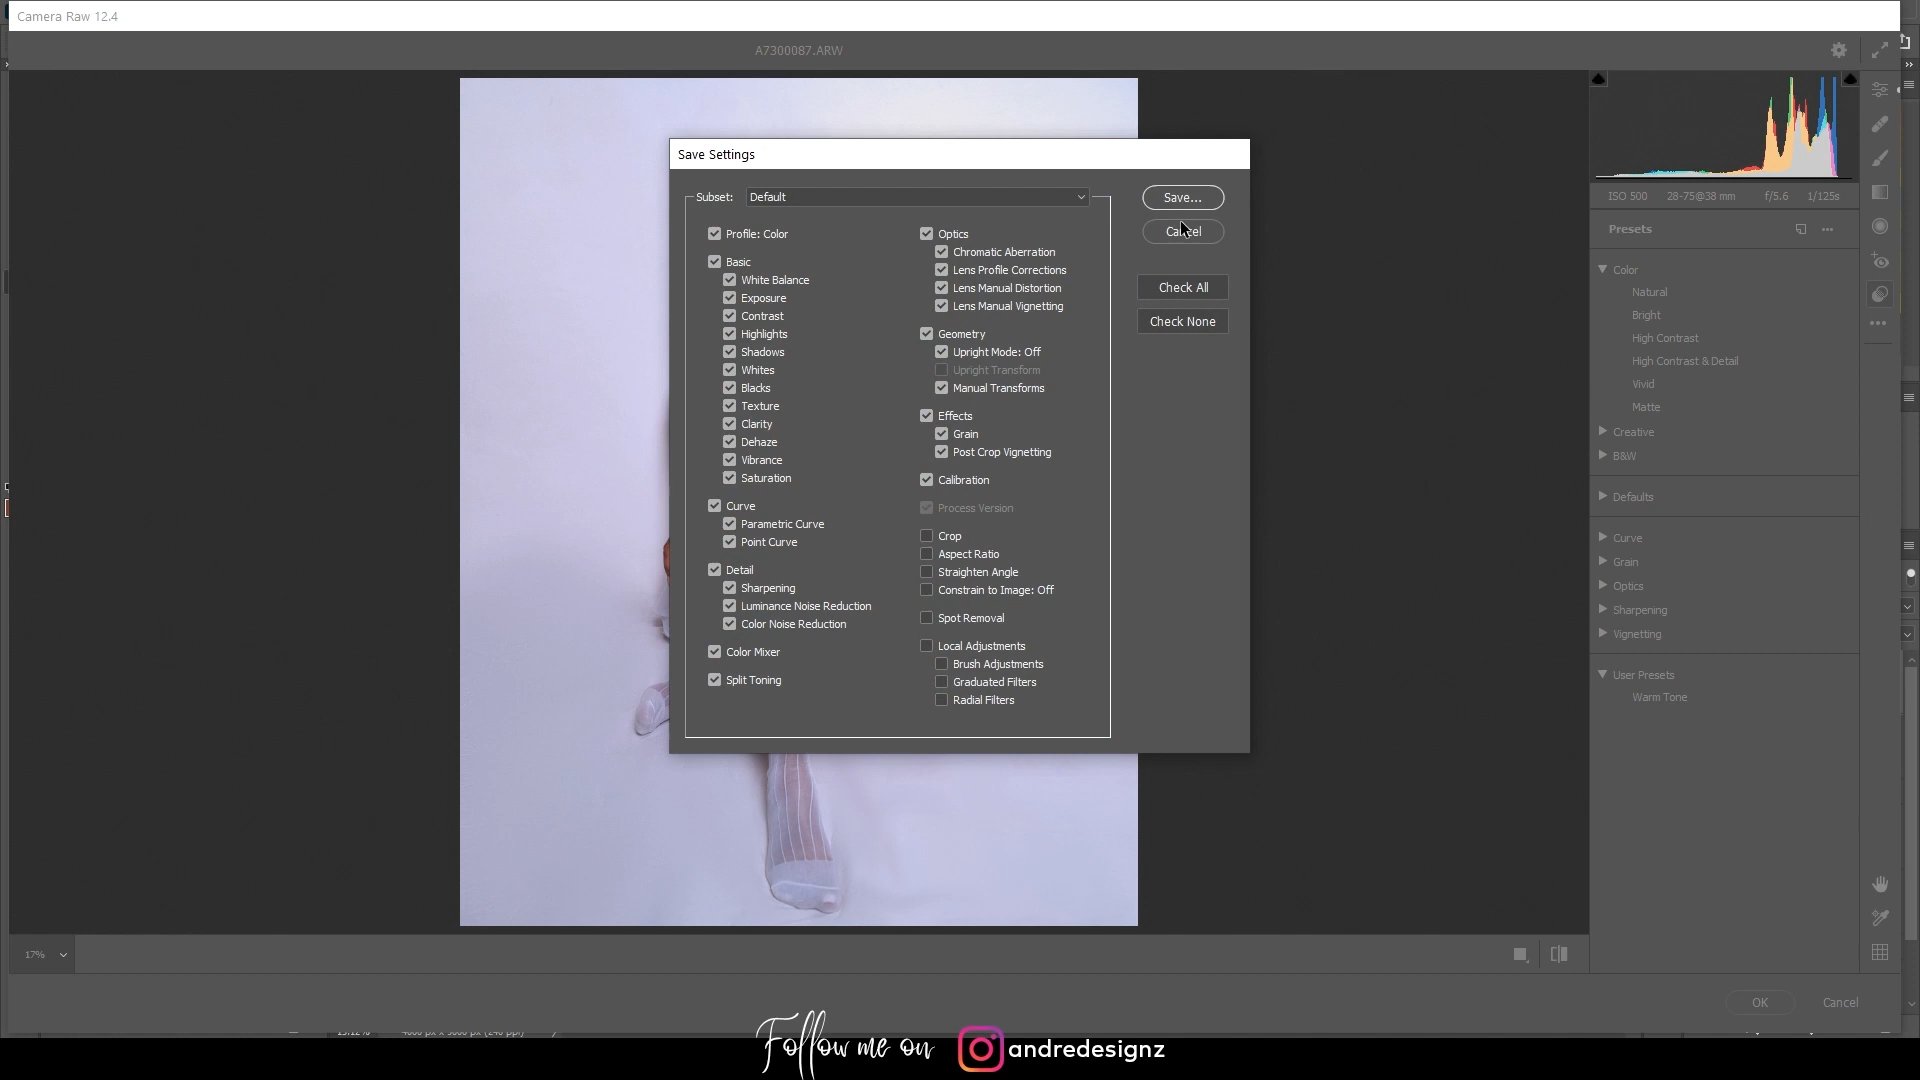 Camera Raw 12.4
A7300087.ARW
ISO 500 28-75@38 mm f/5.6 1/125s
Presets
Color
Natural
Bright
High Contrast
High Contrast & Detail
Vivid
Matte
Creative
B&W
Defaults
Curve
Grain
Optics
Sharpening
Vignetting
User Presets
Warm Tone
Save Settings
Subset: Default
Save...
Cancel
Check All
Check None
Profile: Color
Basic
White Balance
Exposure
Contrast
Highlights
Shadows
Whites
Blacks
Texture
Clarity
Dehaze
Vibrance
Saturation
Curve
Parametric Curve
Point Curve
Detail
Sharpening
Luminance Noise Reduction
Color Noise Reduction
Color Mixer
Split Toning
Optics
Chromatic Aberration
Lens Profile Corrections
Lens Manual Distortion
Lens Manual Vignetting
Geometry
Upright Mode: Off
Upright Transform
Manual Transforms
Effects
Grain
Post Crop Vignetting
Calibration
Process Version
Crop
Aspect Ratio
Straighten Angle
Constrain to Image: Off
Spot Removal
Local Adjustments
Brush Adjustments
Graduated Filters
Radial Filters
17%
OK Cancel
Follow me on andredesignz